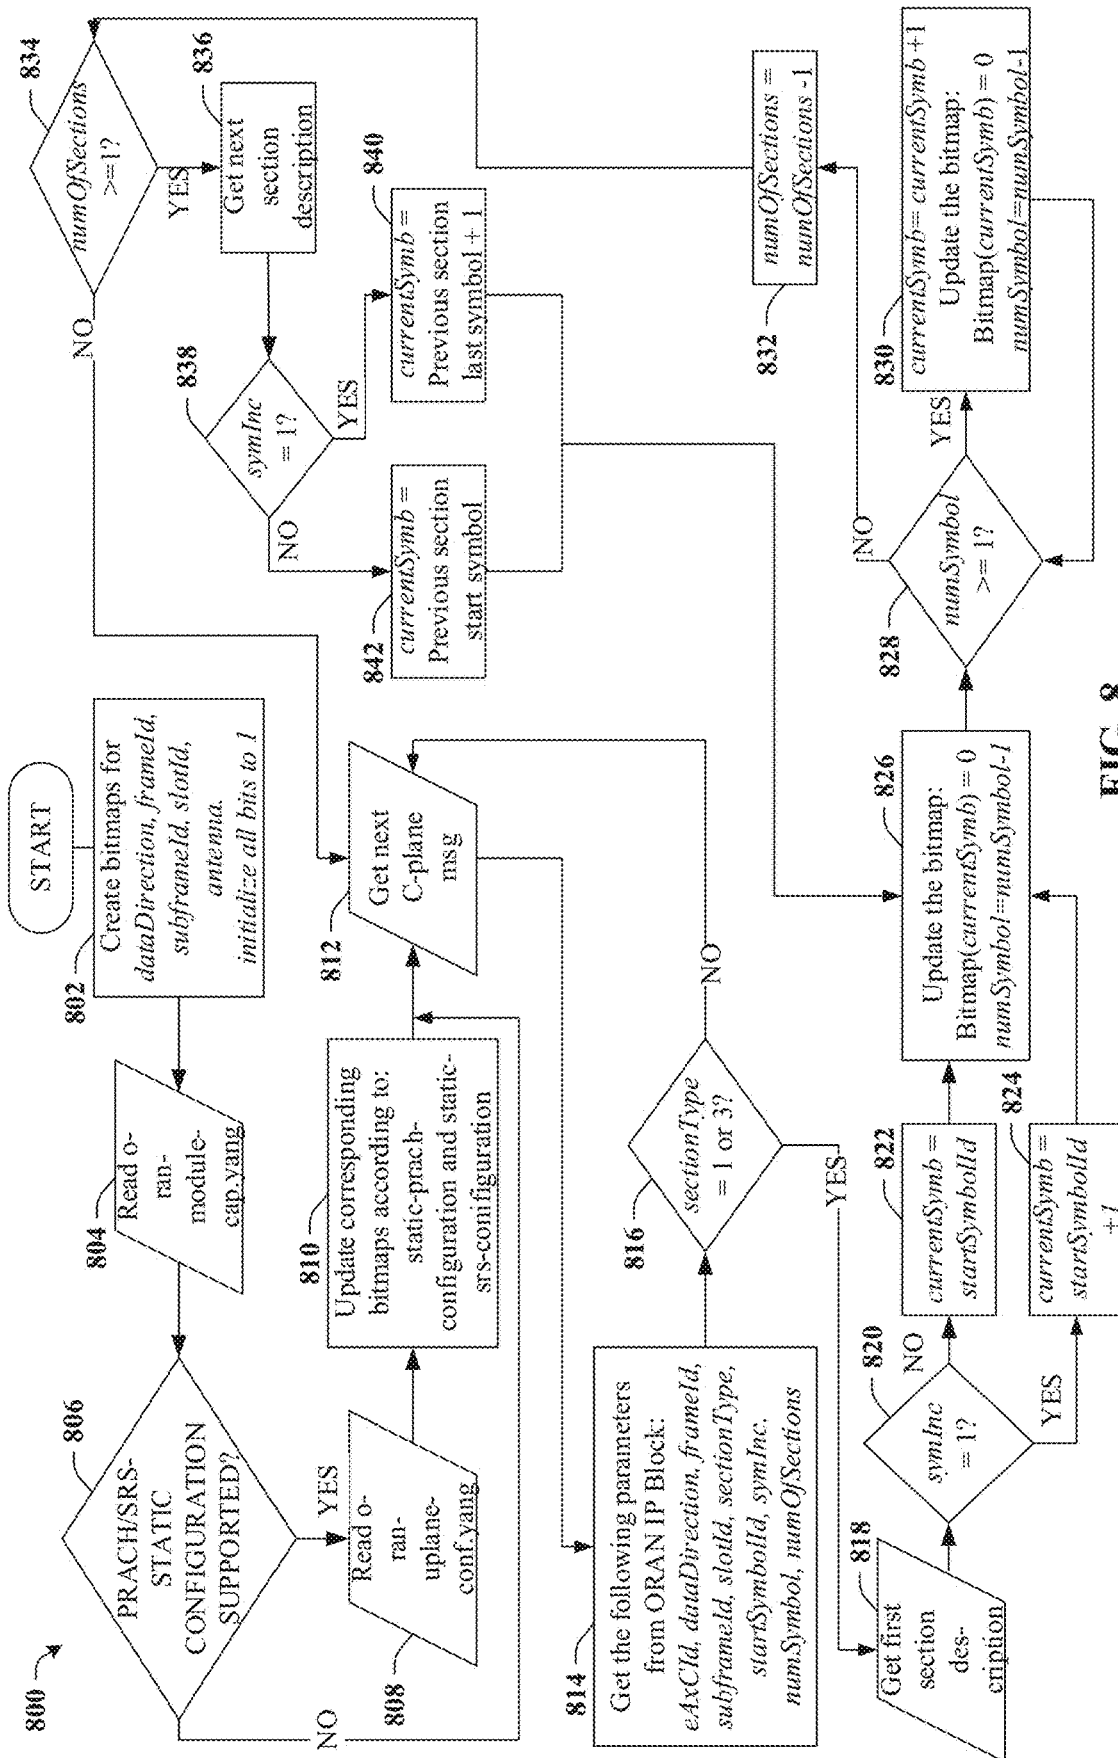 800
START
802
Create bitmaps for
dataDirection, frameId,
subframeId, slotId,
antenna.
initialize all bits to 1
804
Read o-
ran-
module-
cap.yang
806
PRACH/SRS-
STATIC
CONFIGURATION
SUPPORTED?
NO
YES
808
Read o-
ran-
uplane-
conf.yang
810
Update corresponding
bitmaps according to:
static-prach-
configuration and static-
srs-configuration
812
Get next
C-plane
msg
814
Get the following parameters
from ORAN IP Block:
eAxCId, dataDirection, frameId,
subframeId, slotId, sectionType,
startSymbolId, symInc,
numSymbol, numOfSections
816
sectionType
= 1 or 3?
NO
YES
818
Get first
section
des-
cription
820
symInc
= 1?
NO
YES
822
currentSymb =
startSymbolId
824
currentSymb =
startSymbolId
+1
826
Update the bitmap:
Bitmap(currentSymb) = 0
numSymbol=numSymbol-1
828
numSymbol
>= 1?
NO
YES
830
currentSymb= currentSymb +1
Update the bitmap:
Bitmap(currentSymb) = 0
numSymbol=numSymbol-1
832
numOfSections =
numOfSections -1
834
numOfSections
>=1?
NO
YES
836
Get next
section
description
838
symInc
= 1?
NO
YES
840
currentSymb =
Previous section
last symbol + 1
842
currentSymb =
Previous section
start symbol
FIG. 8